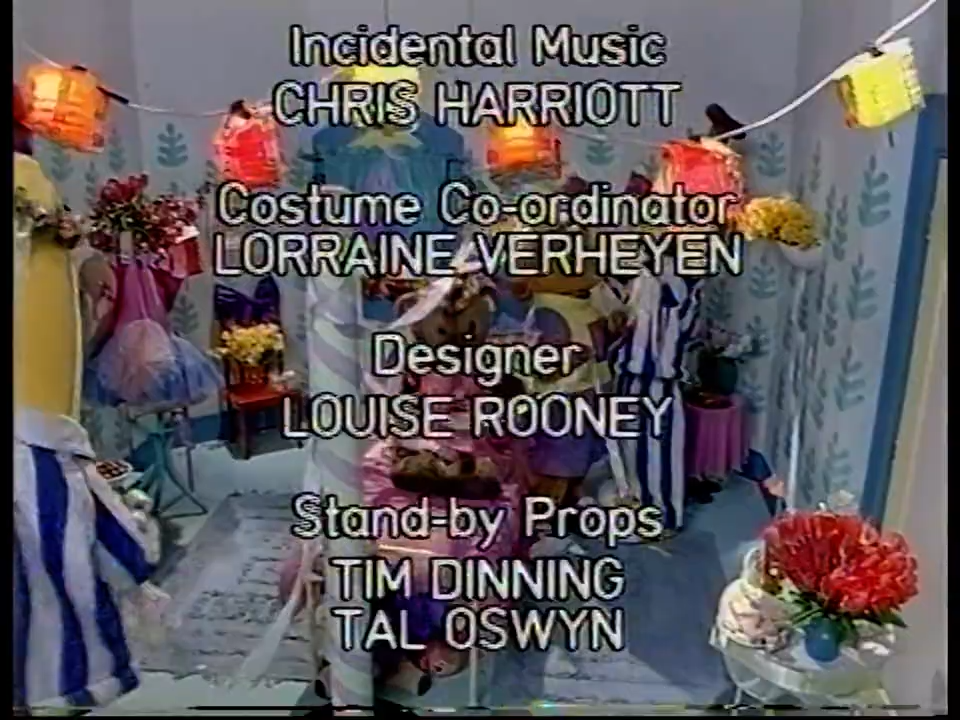 Incidental Music
CHRIS HARRIOTT
Costume Co-ordinator
LORRAINE VERHEYEN
Designer
LOUISE ROONEY
Stand-by Props
TIM DINNING
TAL OSWYN